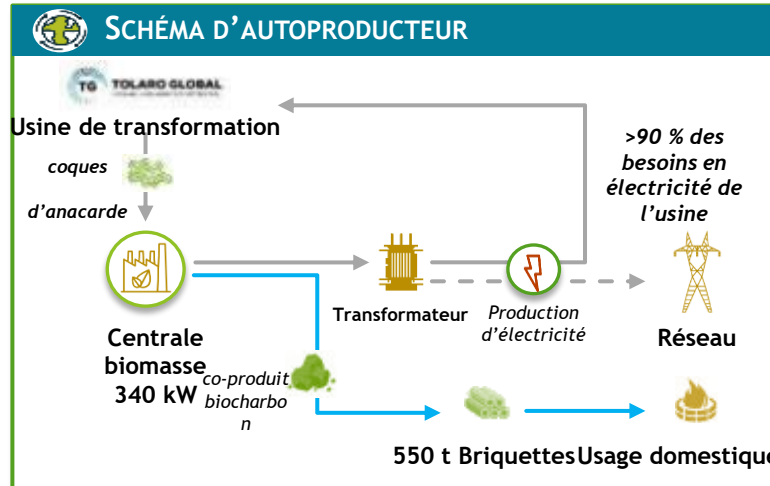 SCHÉMA D'AUTOPRODUCTEUR
TG TOLARO GLOBAL
Usine de transformation
coques
d'anacarde
>90 % des
besoins en
électricité de
l'usine
Transformateur
Production
d'électricité
Réseau
Centrale
biomasse
340 kW
co-produit
biocharbo
n
550 t Briquettes
Usage domestique